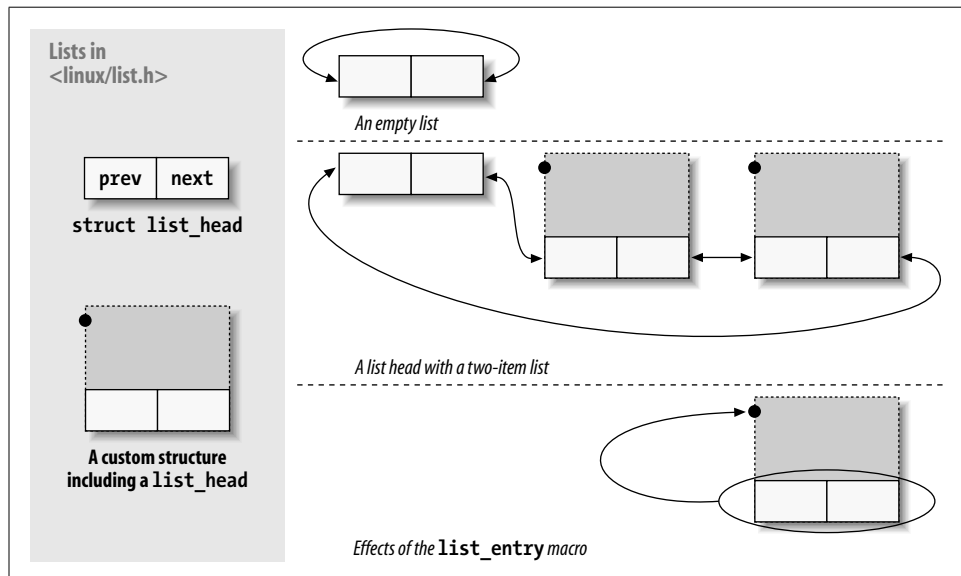 Lists in
<linux/list.h>
prev next
struct list_head
A custom structure
including a list_head
An empty list
A list head with a two-item list
Effects of the list_entry macro